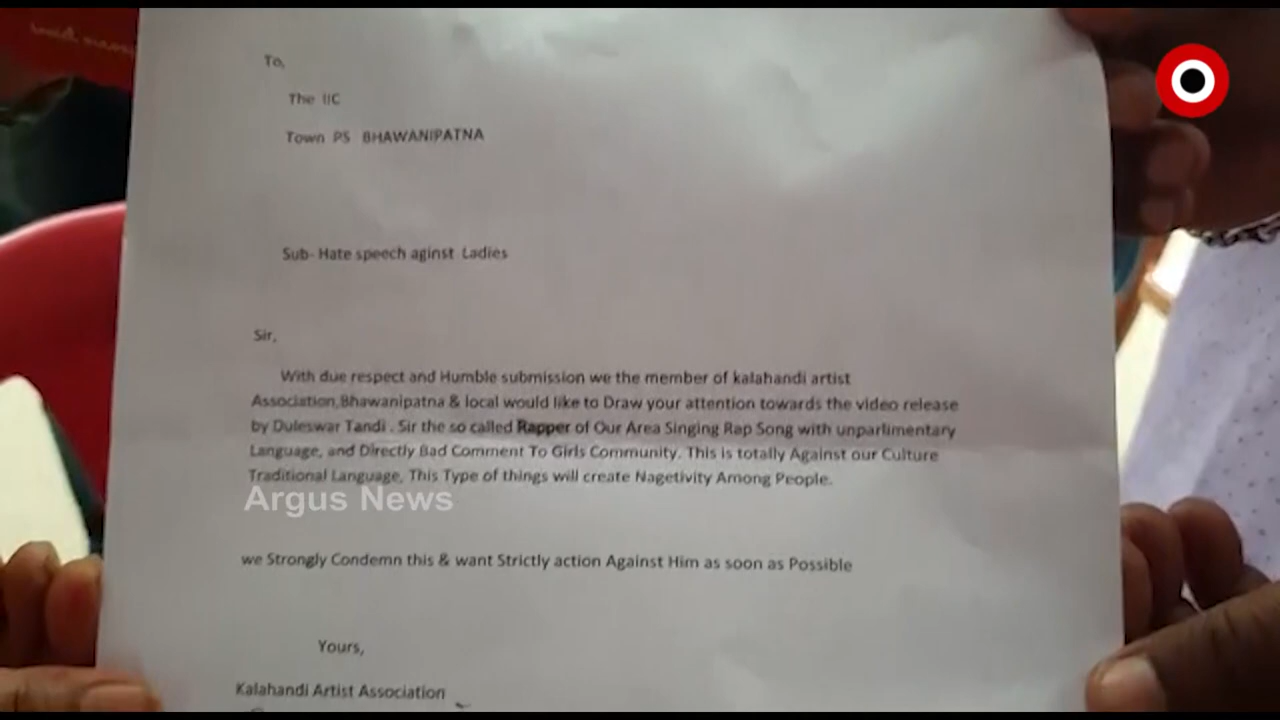 To,
The IIC
Town PS BHAWANIPATNA
Sub- Hate speech aginst Ladies
Sir,
With due respect and Humble submission we the member of kalahandi artist
Association,Bhawanipatna & local would like to Draw your attention towards the video release
by Duleswar Tandi . Sir the so called Rapper of Our Area Singing Rap Song with unparlimentary
Language, and Directly Bad Comment To Girls Community. This is totally Against our Culture
Traditional Language, This Type of things will create Nagetivity Among People.
Argus News
we Strongly Condemn this & want Strictly action Against Him as soon as Possible
Yours,
Kalahandi Artist Association